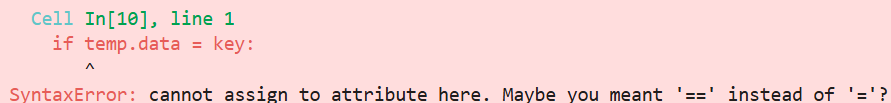 Cell In[10], line 1
if temp.data = key:
^
SyntaxError: cannot assign to attribute here. Maybe you meant '==' instead of '='?